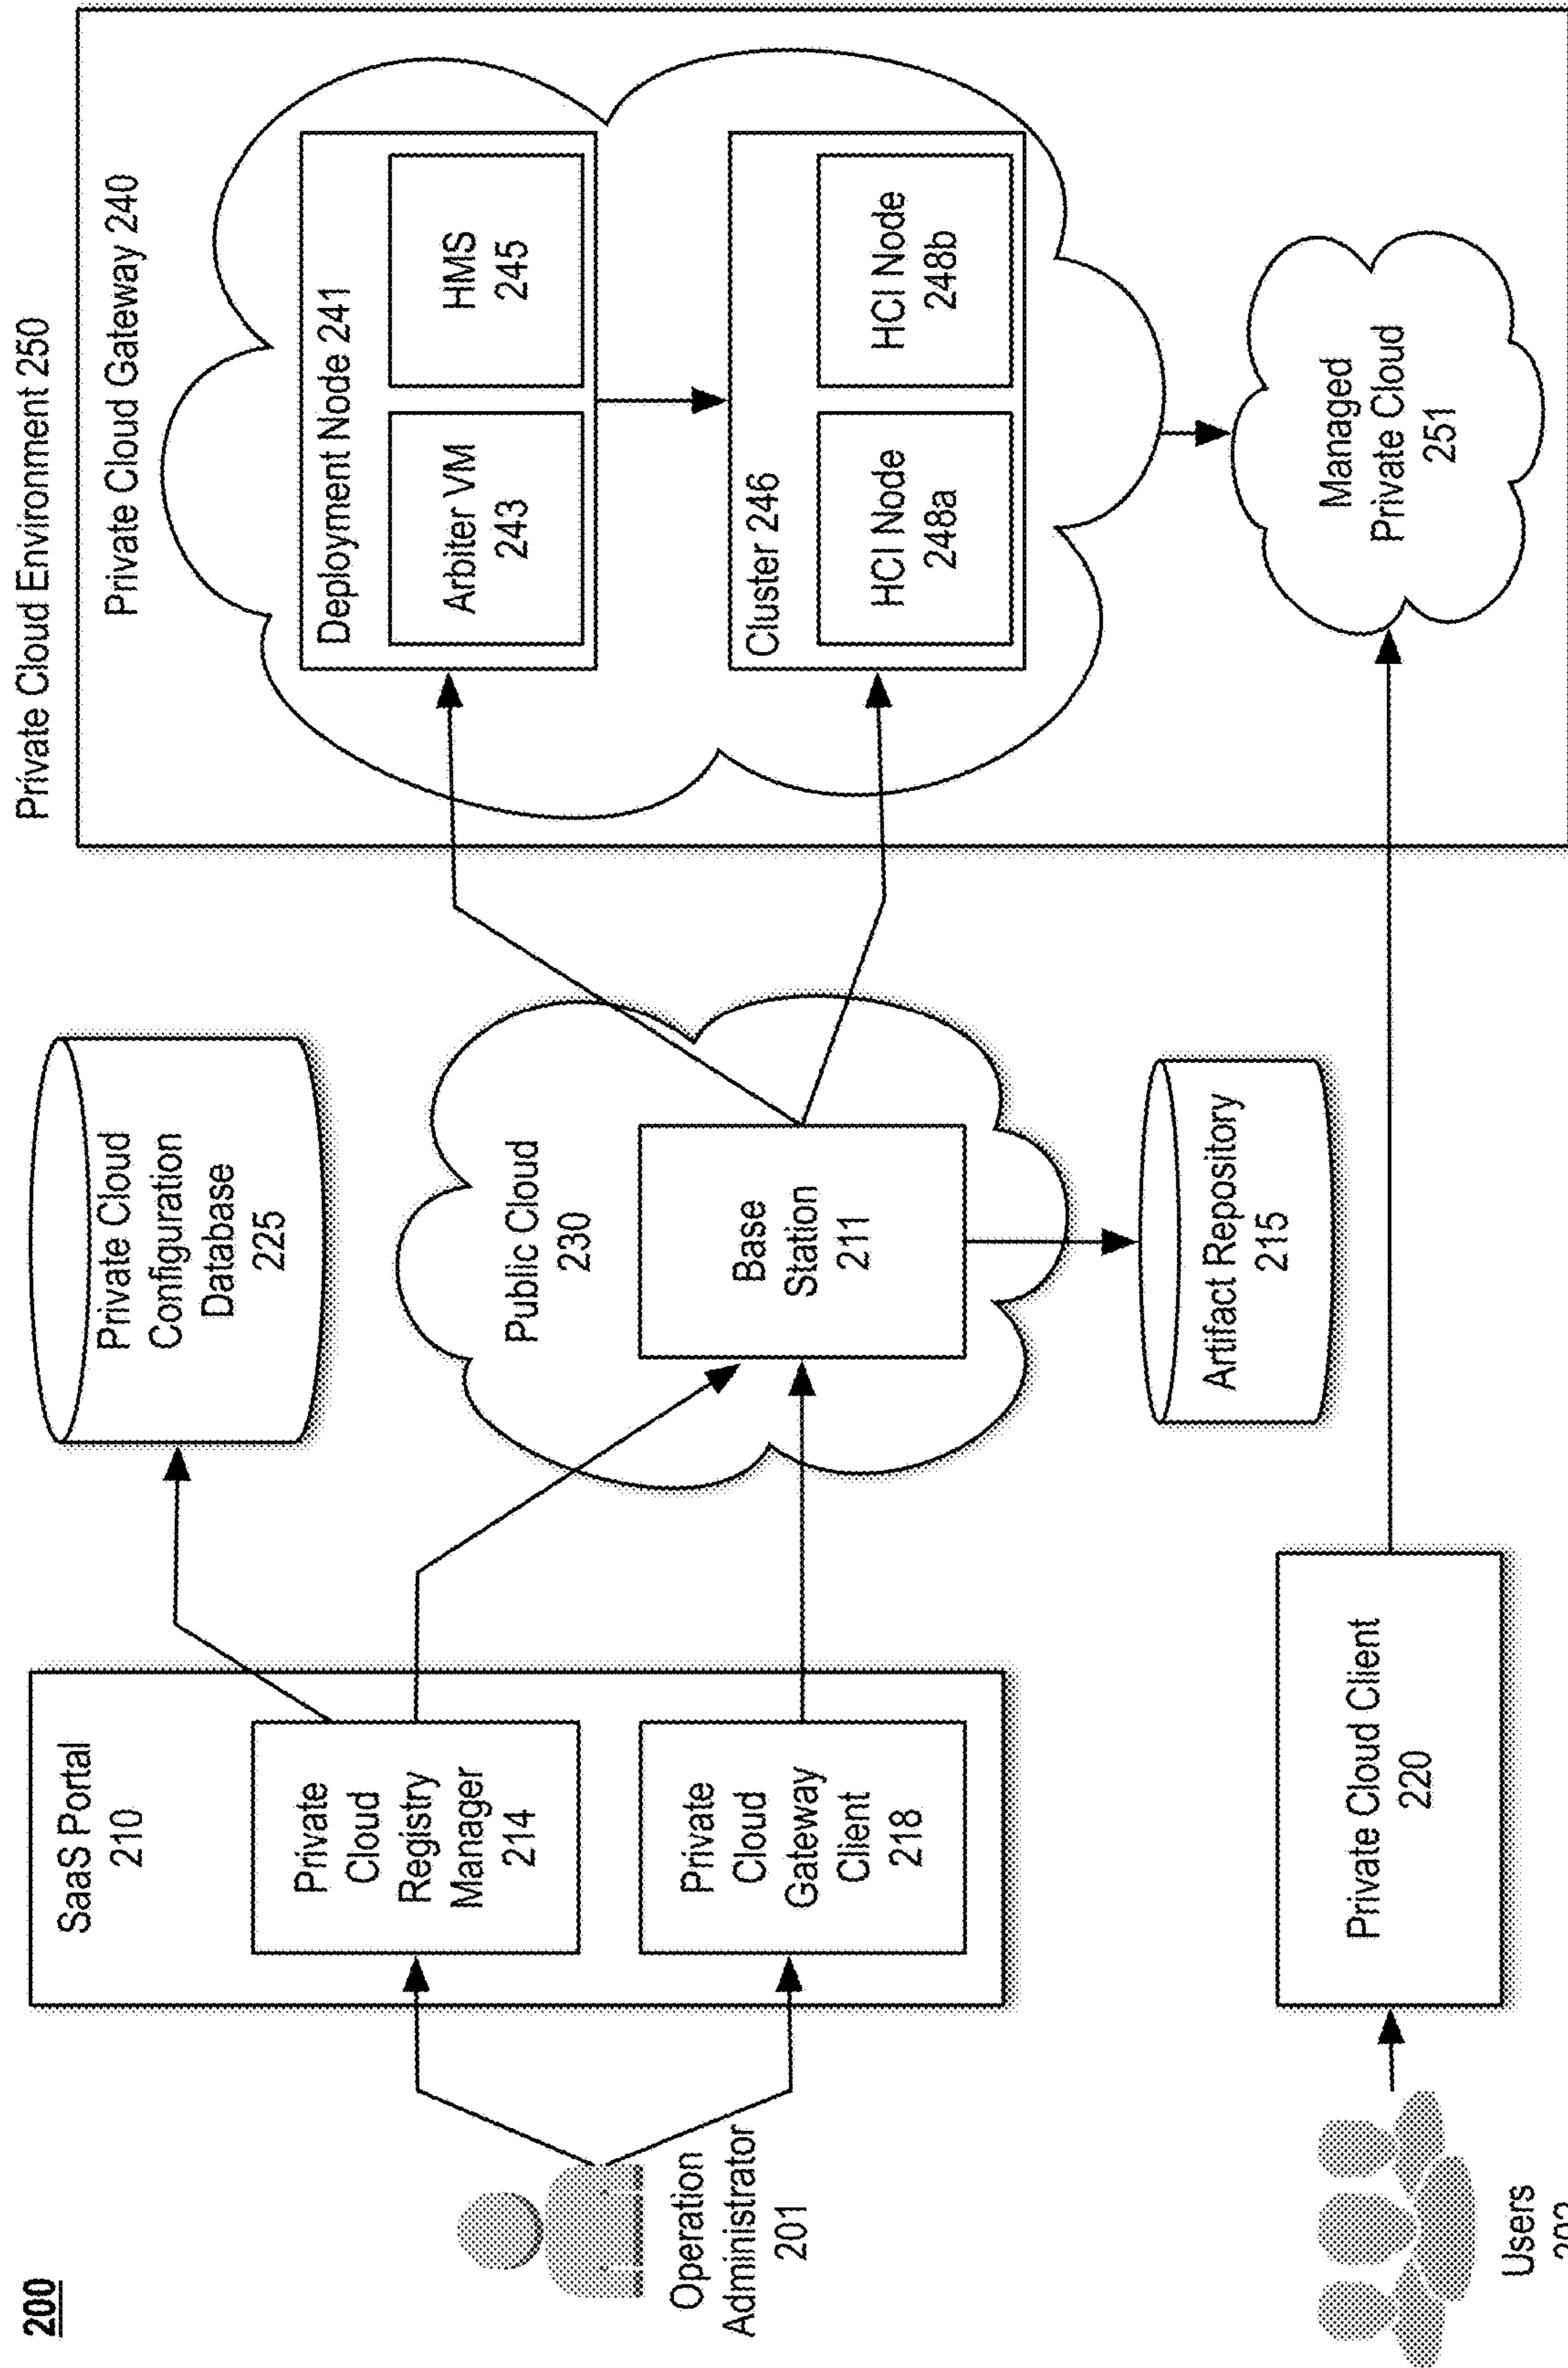 200
Operation
Administrator
201
Users
SaaS Portal
210
Private
Cloud
Registry
Manager
214
Private
Cloud
Gateway
Client
218
Private Cloud Client
220
Private Cloud
Configuration
Database
225
Public Cloud
230
Base
Station
211
Artifact Repository
215
Private Cloud Environment 250
Private Cloud Gateway 240
Deployment Node 241
Arbiter VM
243
HMS
245
Cluster 246
HCI Node
248a
HCI Node
248b
Managed
Private Cloud
251